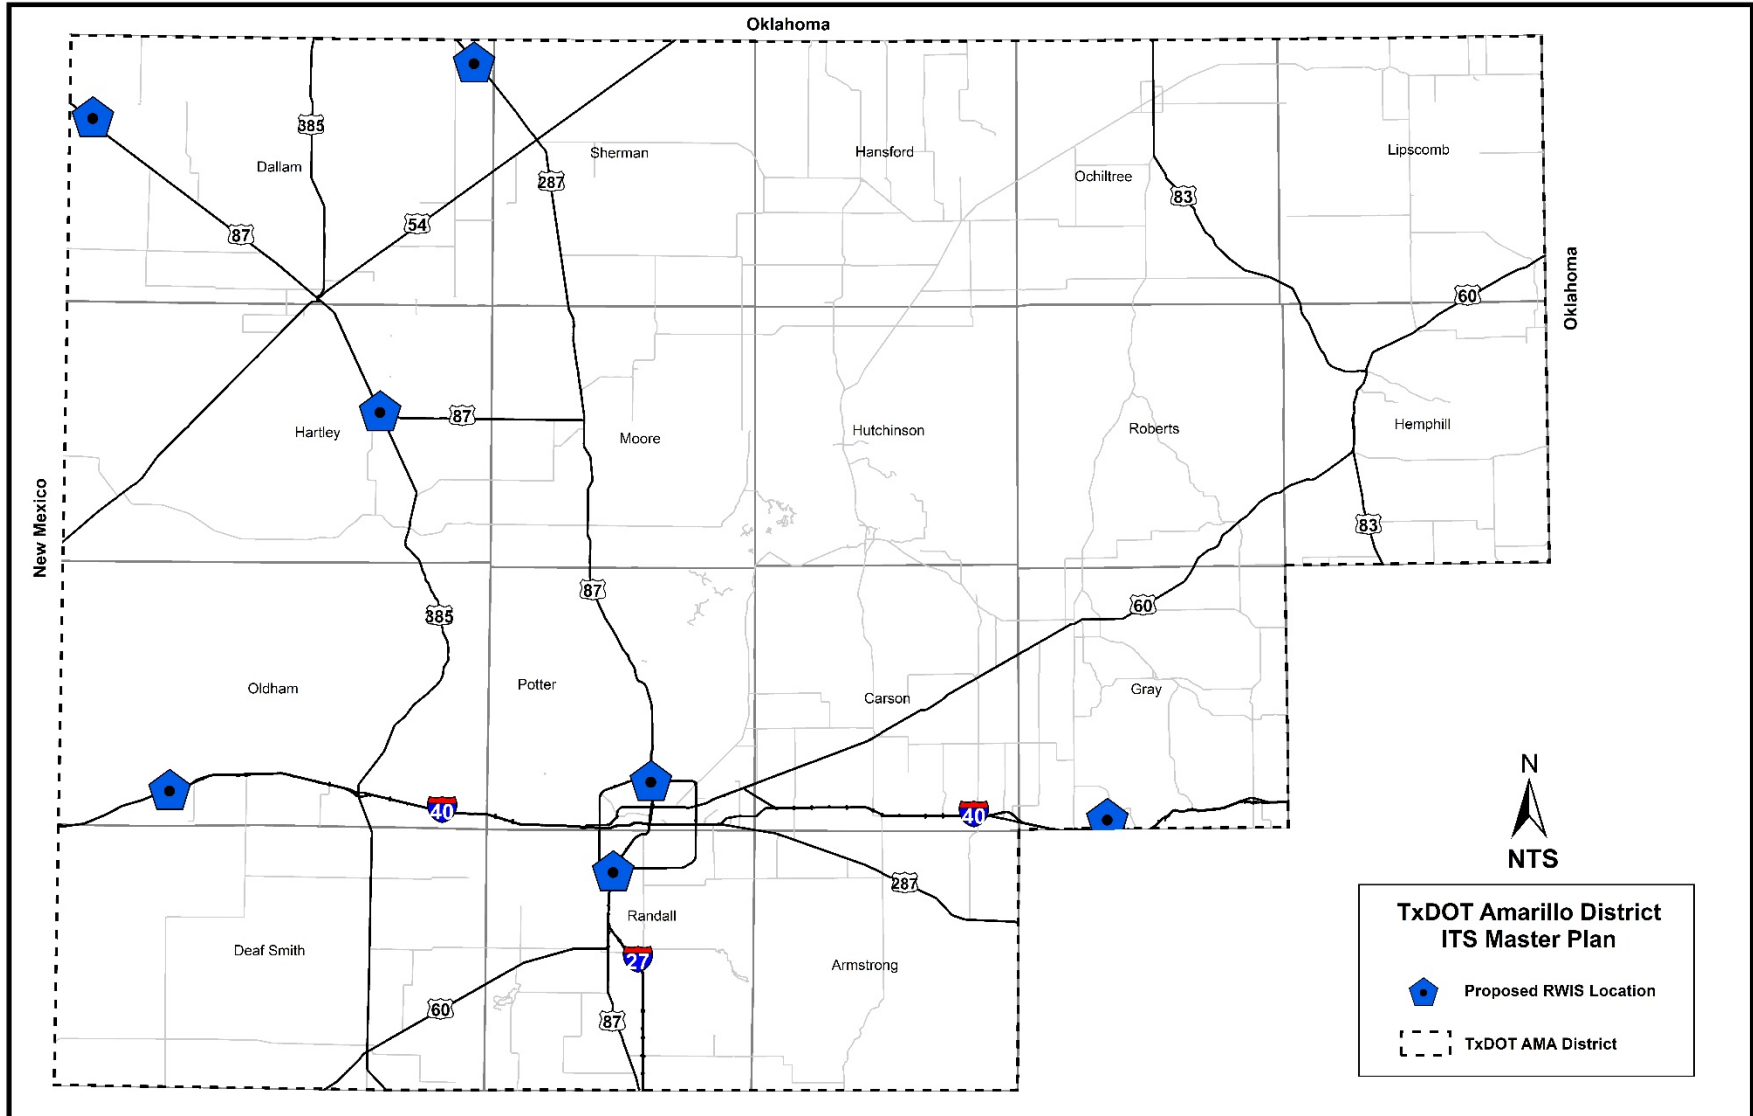 Oklahoma
385
Dallam
Sherman
Hansford
Lipscomb
Ochiltree
287
83
54
87
Oklahoma
60
87
Hartley
Moore
Hutchinson
Roberts
Hemphill
New Mexico
83
87
385
60
Oldham
Potter
Carson
Gray
40
40
N
NTS
287
Randall
Deaf Smith
27
Armstrong
60
87
TxDOT Amarillo District
ITS Master Plan
Proposed RWIS Location
TxDOT AMA District